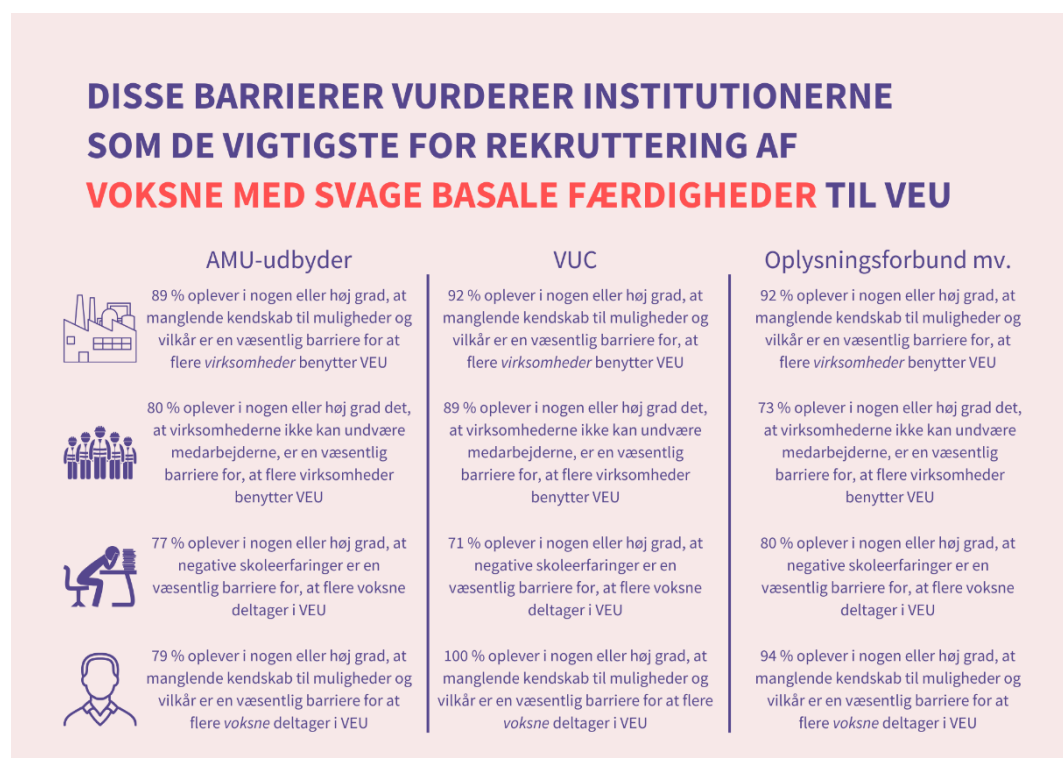 DISSE BARRIERER VURDERER INSTITUTIONERNE
SOM DE VIGTIGSTE FOR REKRUTTERING AF
VOKSNE MED SVAGE BASALE FÆRDIGHEDER TIL VEU
AMU-udbyder
89 % oplever i nogen eller høj grad, at
manglende kendskab til muligheder og
vilkår er en væsentlig barriere for at
flere virksomheder benytter VEU
80 % oplever i nogen eller høj grad det,
at virksomhederne ikke kan undvære
medarbejderne, er en væsentlig
barriere for, at flere virksomheder
benytter VEU
77 % oplever i nogen eller høj grad, at
negative skoleerfaringer er en
væsentlig barriere for, at flere voksne
deltager i VEU
79 % oplever i nogen eller høj grad, at
manglende kendskab til muligheder og
vilkår er en væsentlig barriere for at
flere voksne deltager i VEU
VUC
92 % oplever i nogen eller høj grad, at
manglende kendskab til muligheder og
vilkår er en væsentlig barriere for, at
flere virksomheder benytter VEU
89 % oplever i nogen eller høj grad det,
at virksomhederne ikke kan undvære
medarbejderne, er en væsentlig
barriere for, at flere virksomheder
benytter VEU
71 % oplever i nogen eller høj grad, at
negative skoleerfaringer er en
væsentlig barriere for, at flere voksne
deltager i VEU
100 % oplever i nogen eller høj grad, at
manglende kendskab til muligheder og
vilkår er en væsentlig barriere for at flere
voksne deltager i VEU
Oplysningsforbund mv.
92 % oplever i nogen eller høj grad, at
manglende kendskab til muligheder og
vilkår er en væsentlig barriere for, at
flere virksomheder benytter VEU
73 % oplever i nogen eller høj grad det,
at virksomhederne ikke kan undvære
medarbejderne, er en væsentlig
barriere for, at flere virksomheder
benytter VEU
80 % oplever i nogen eller høj grad, at
negative skoleerfaringer er en
væsentlig barriere for, at flere voksne
deltager i VEU
94 % oplever i nogen eller høj grad, at
manglende kendskab til muligheder og
vilkår er en væsentlig barriere for at
flere voksne deltager i VEU